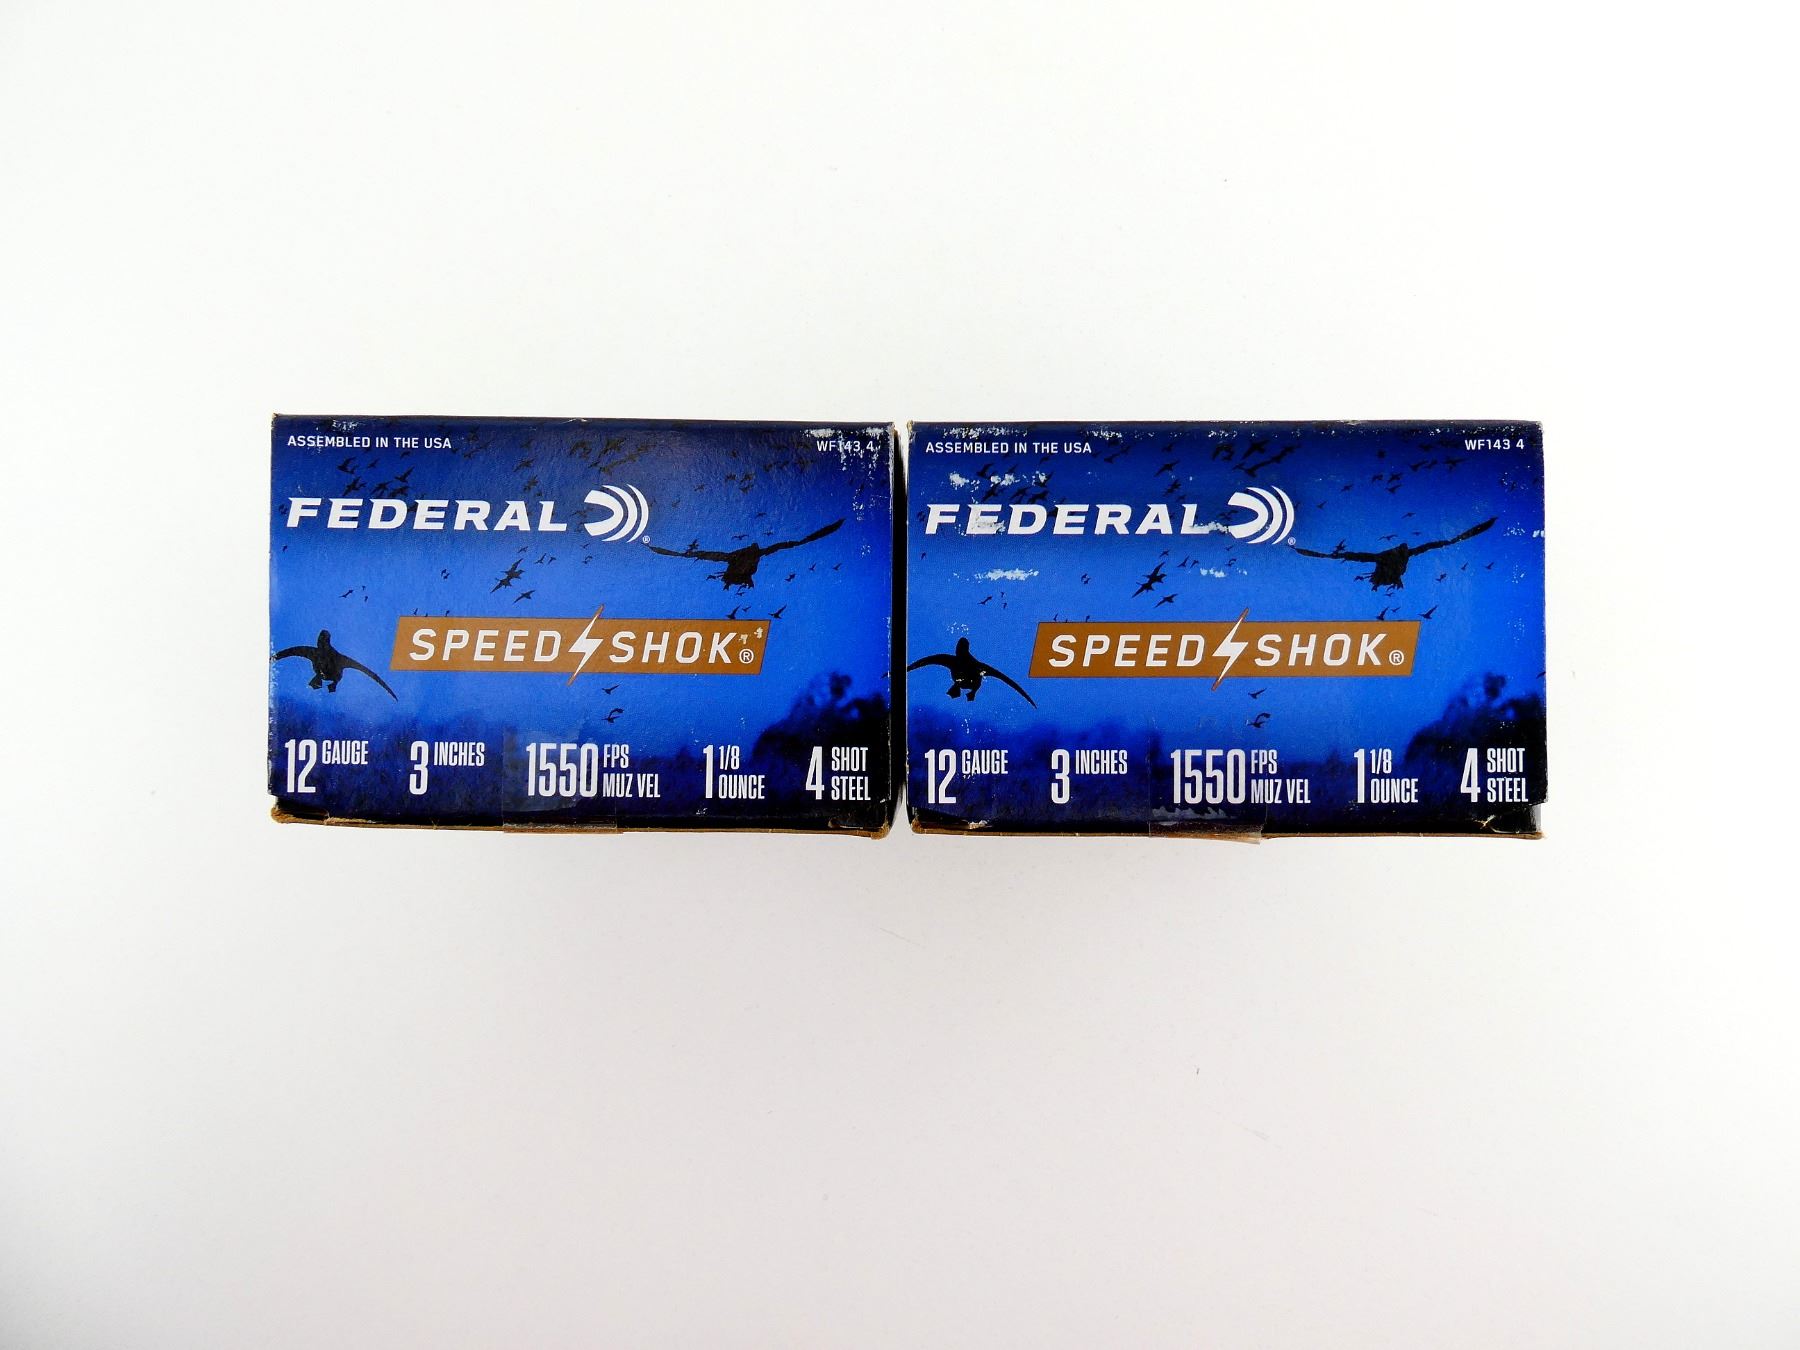 ASSEMBLED IN THE USA WF143 4
FEDERAL ®
SPEED SHOK®
12 GAUGE 3 INCHES 1550 FPS MUZ VEL 1 1/8 OUNCE 4 SHOT STEEL
ASSEMBLED IN THE USA WF143 4
FEDERAL ®
SPEED SHOK®
12 GAUGE 3 INCHES 1550 FPS MUZ VEL 1 1/8 OUNCE 4 SHOT STEEL